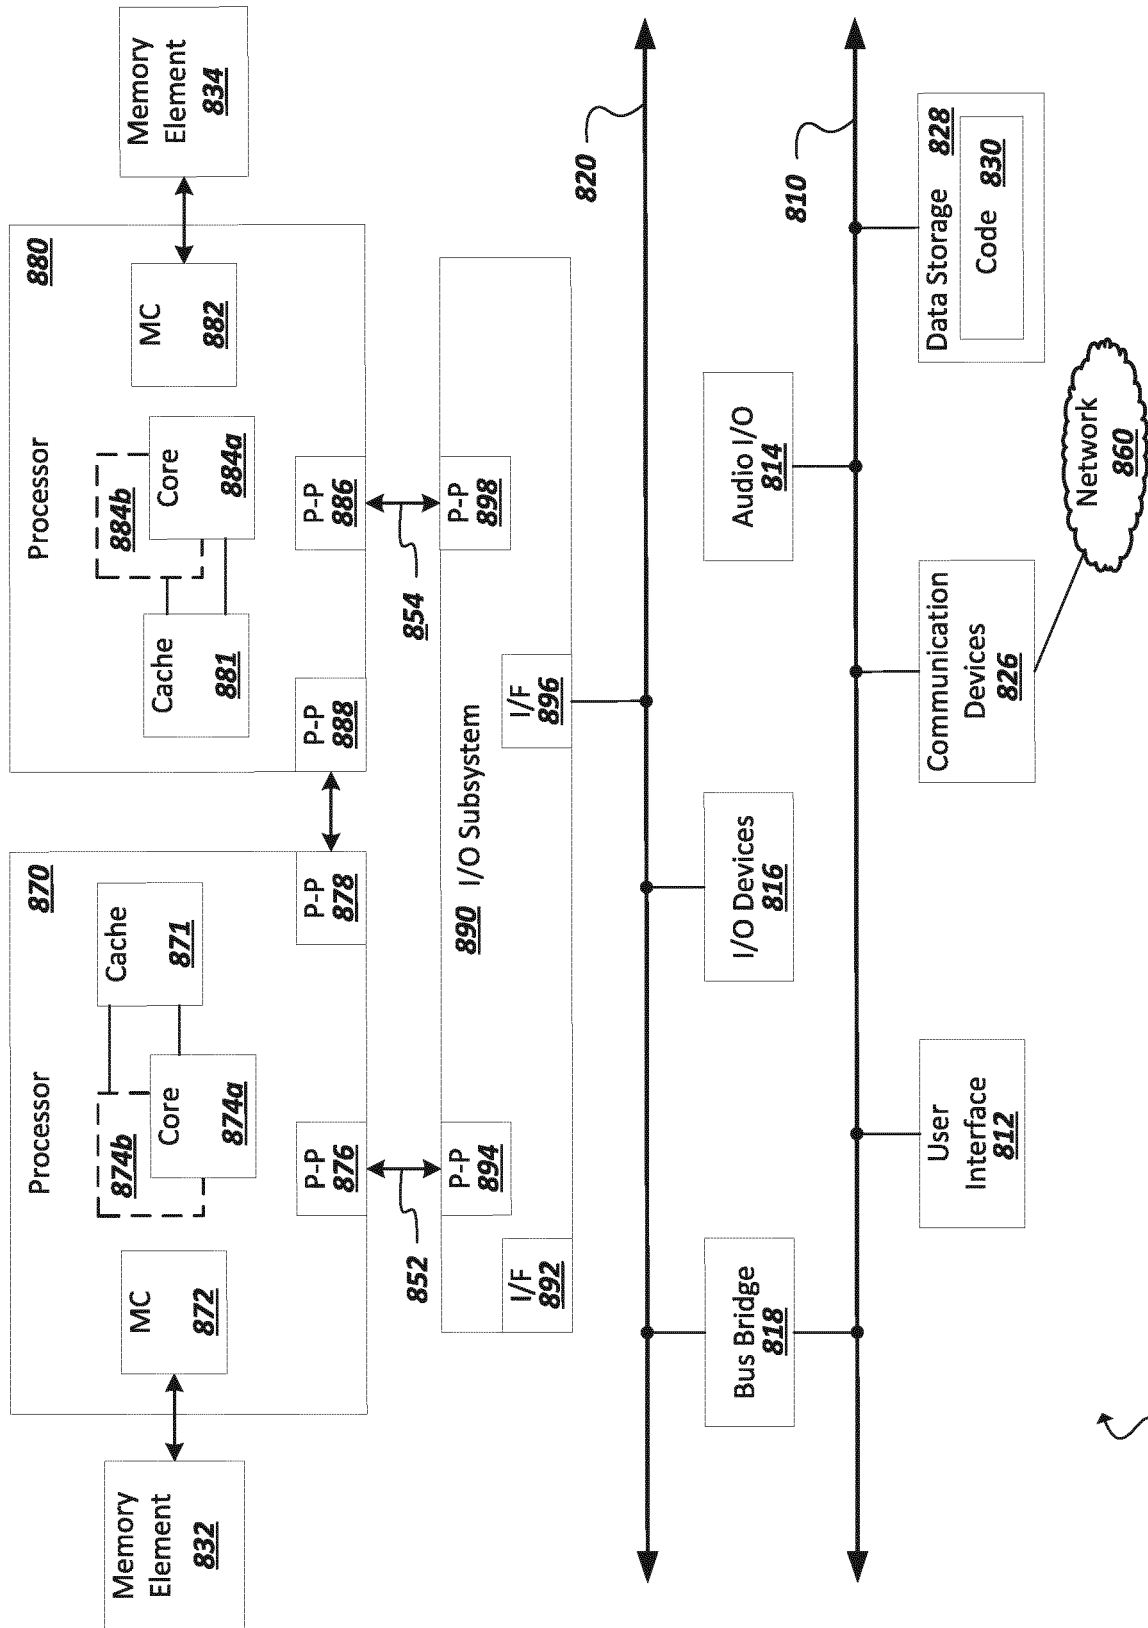 Memory
Element
832
Processor
870
MC
872
874b
Core
874a
Cache
871
P-P
876
P-P
878
Processor
880
Cache
881
884b
Core
884a
MC
882
P-P
888
P-P
886
Memory
Element
834
852
854
890 I/O Subsystem
P-P
894
P-P
898
I/F
892
I/F
896
820
Bus Bridge
818
I/O Devices
816
Audio I/O
814
810
User
Interface
812
Communication
Devices
826
Data Storage 828
Code
830
Network
860